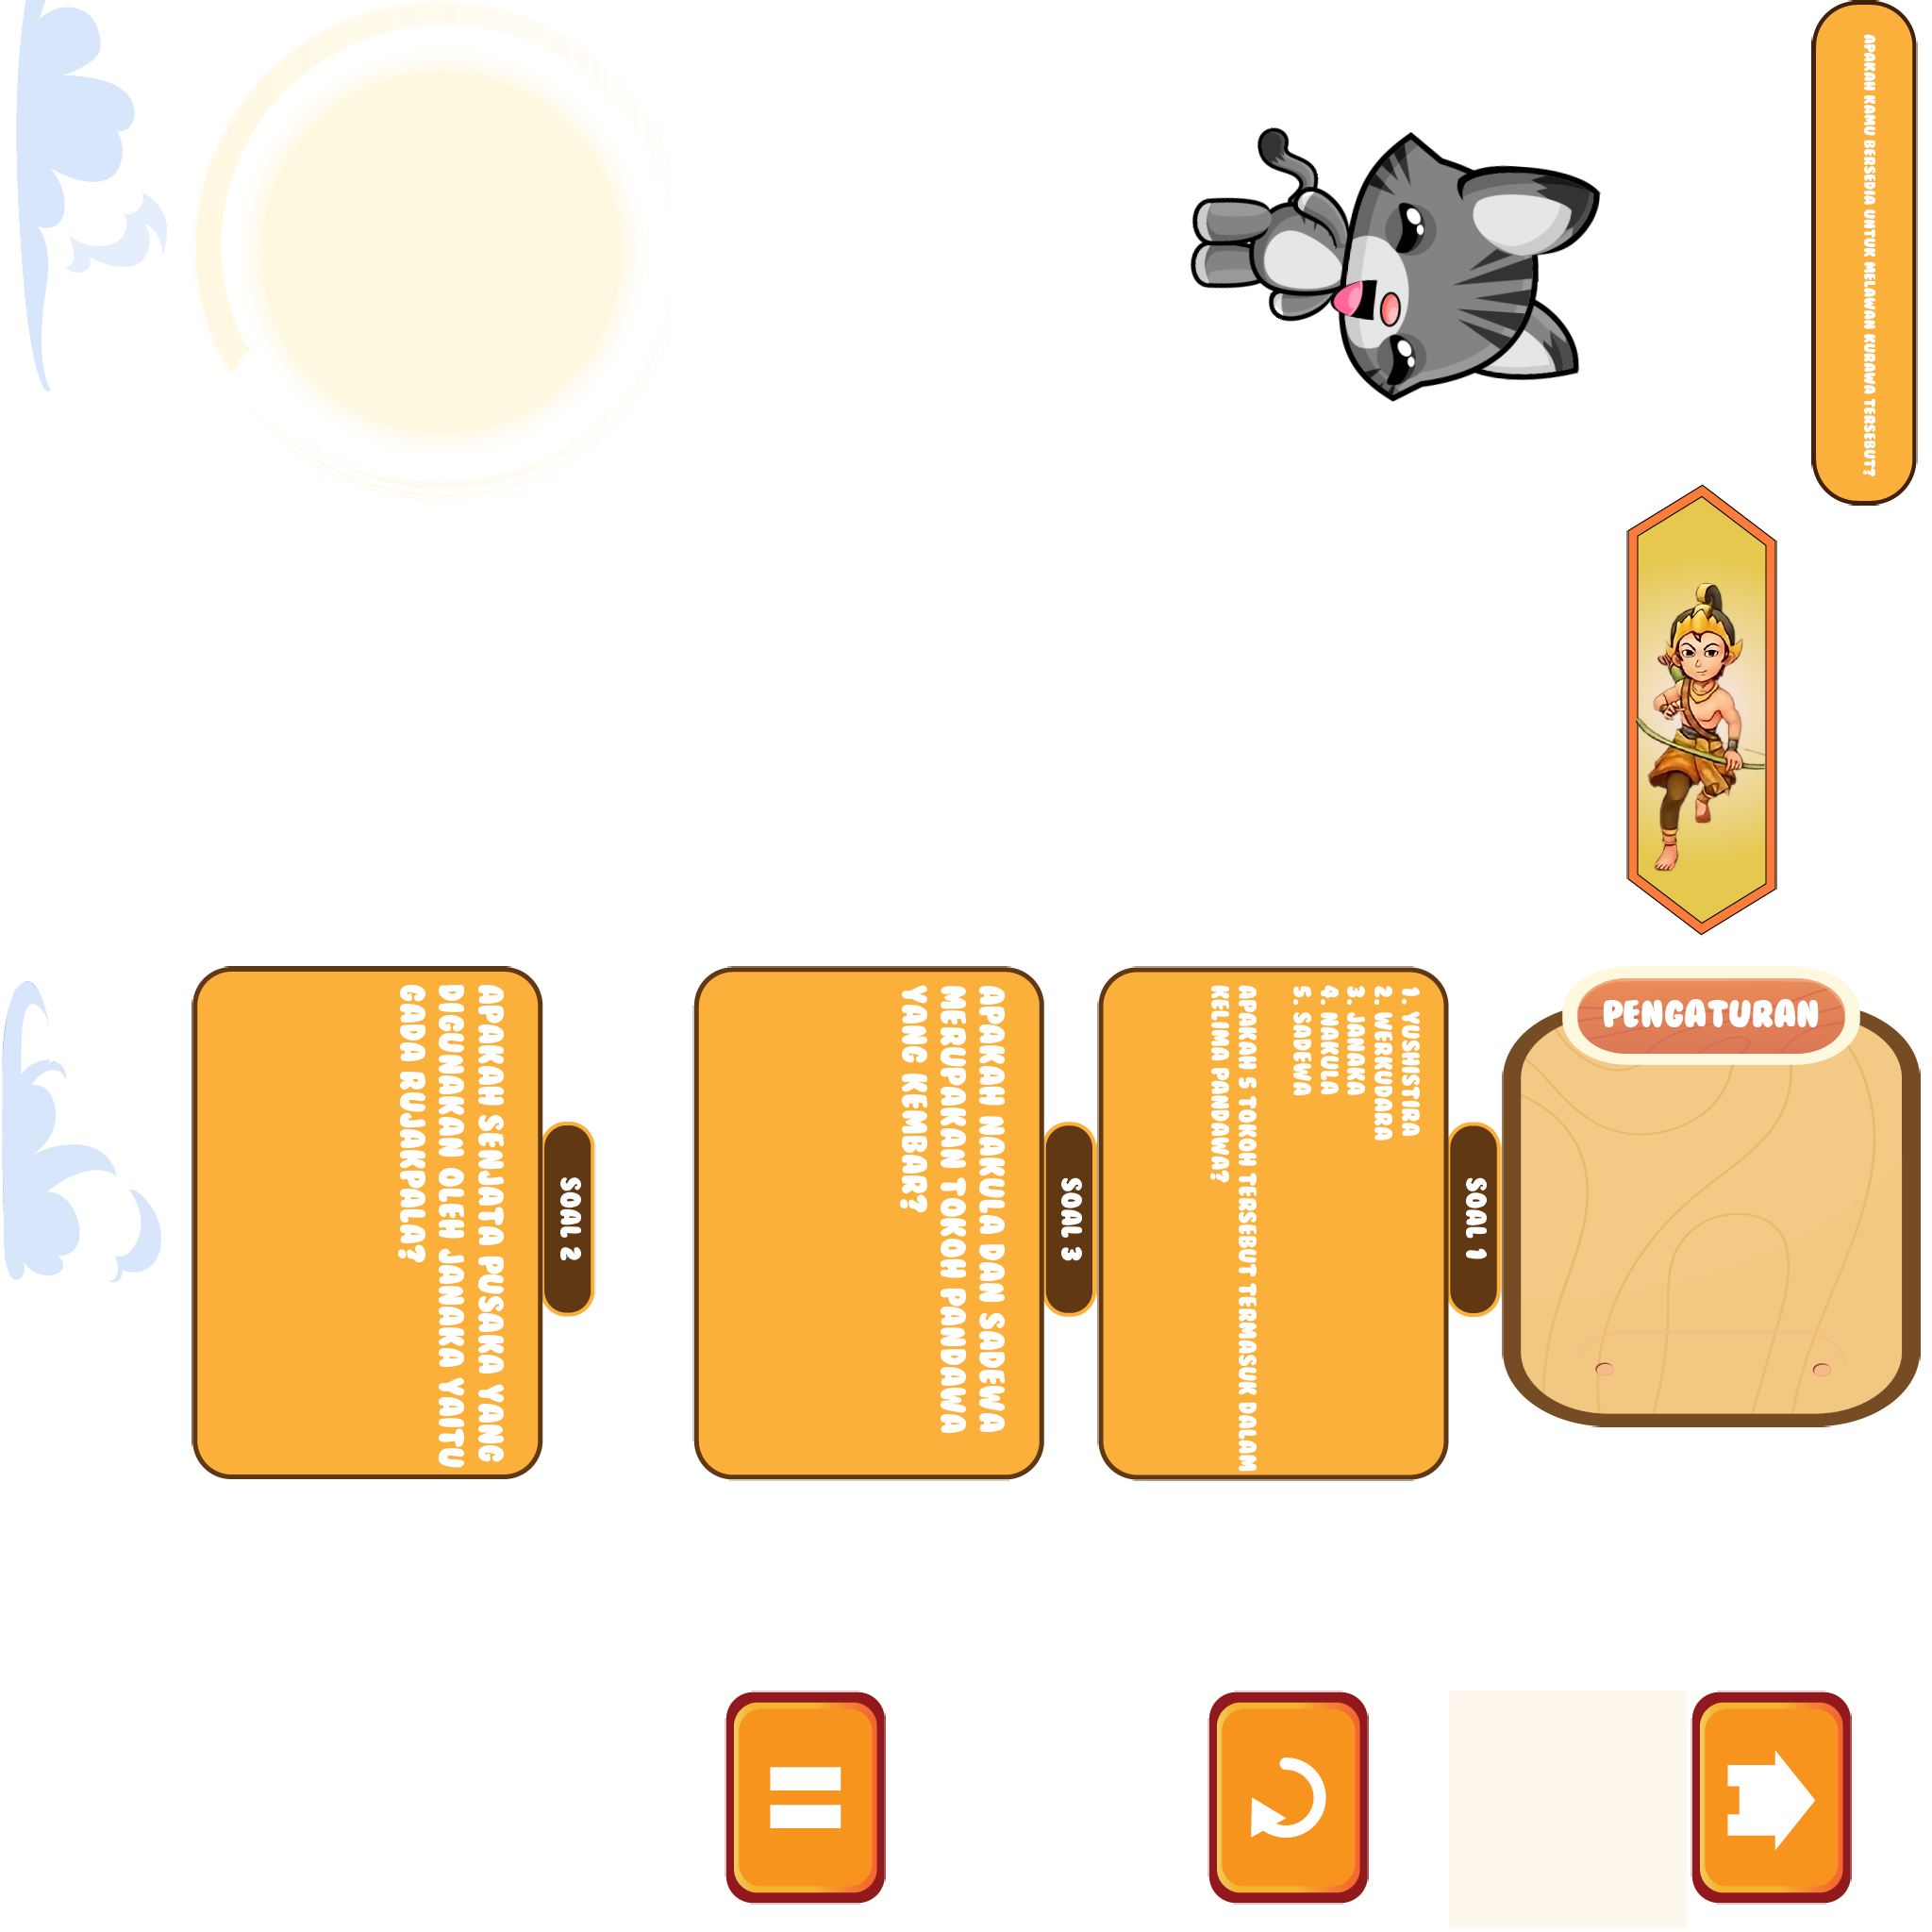 APAKAN KAMU BERSEDIA UNTUK MELAWAN KURAWA TERSEBUT?
PENGATURAN
SOAL 1
1. YUSHISTIRA
2. WERKUDARA
3. JANAKA
4. NAKULA
5. SADEWA
APAKAH 5 TOKOH TERSEBUT TERMASUK DALAM
KELIMA PANDAWA?
SOAL 3
APAKAH NAKULA DAN SADEWA
MERUPAKAN TOKOH PANDAWA
YANG KEMBAR?
SOAL 2
APAKAH SENJATA PUSAKA YANG
DIGUNAKAN OLEH JANAKA YAITU
GADA RUJAKPALA?